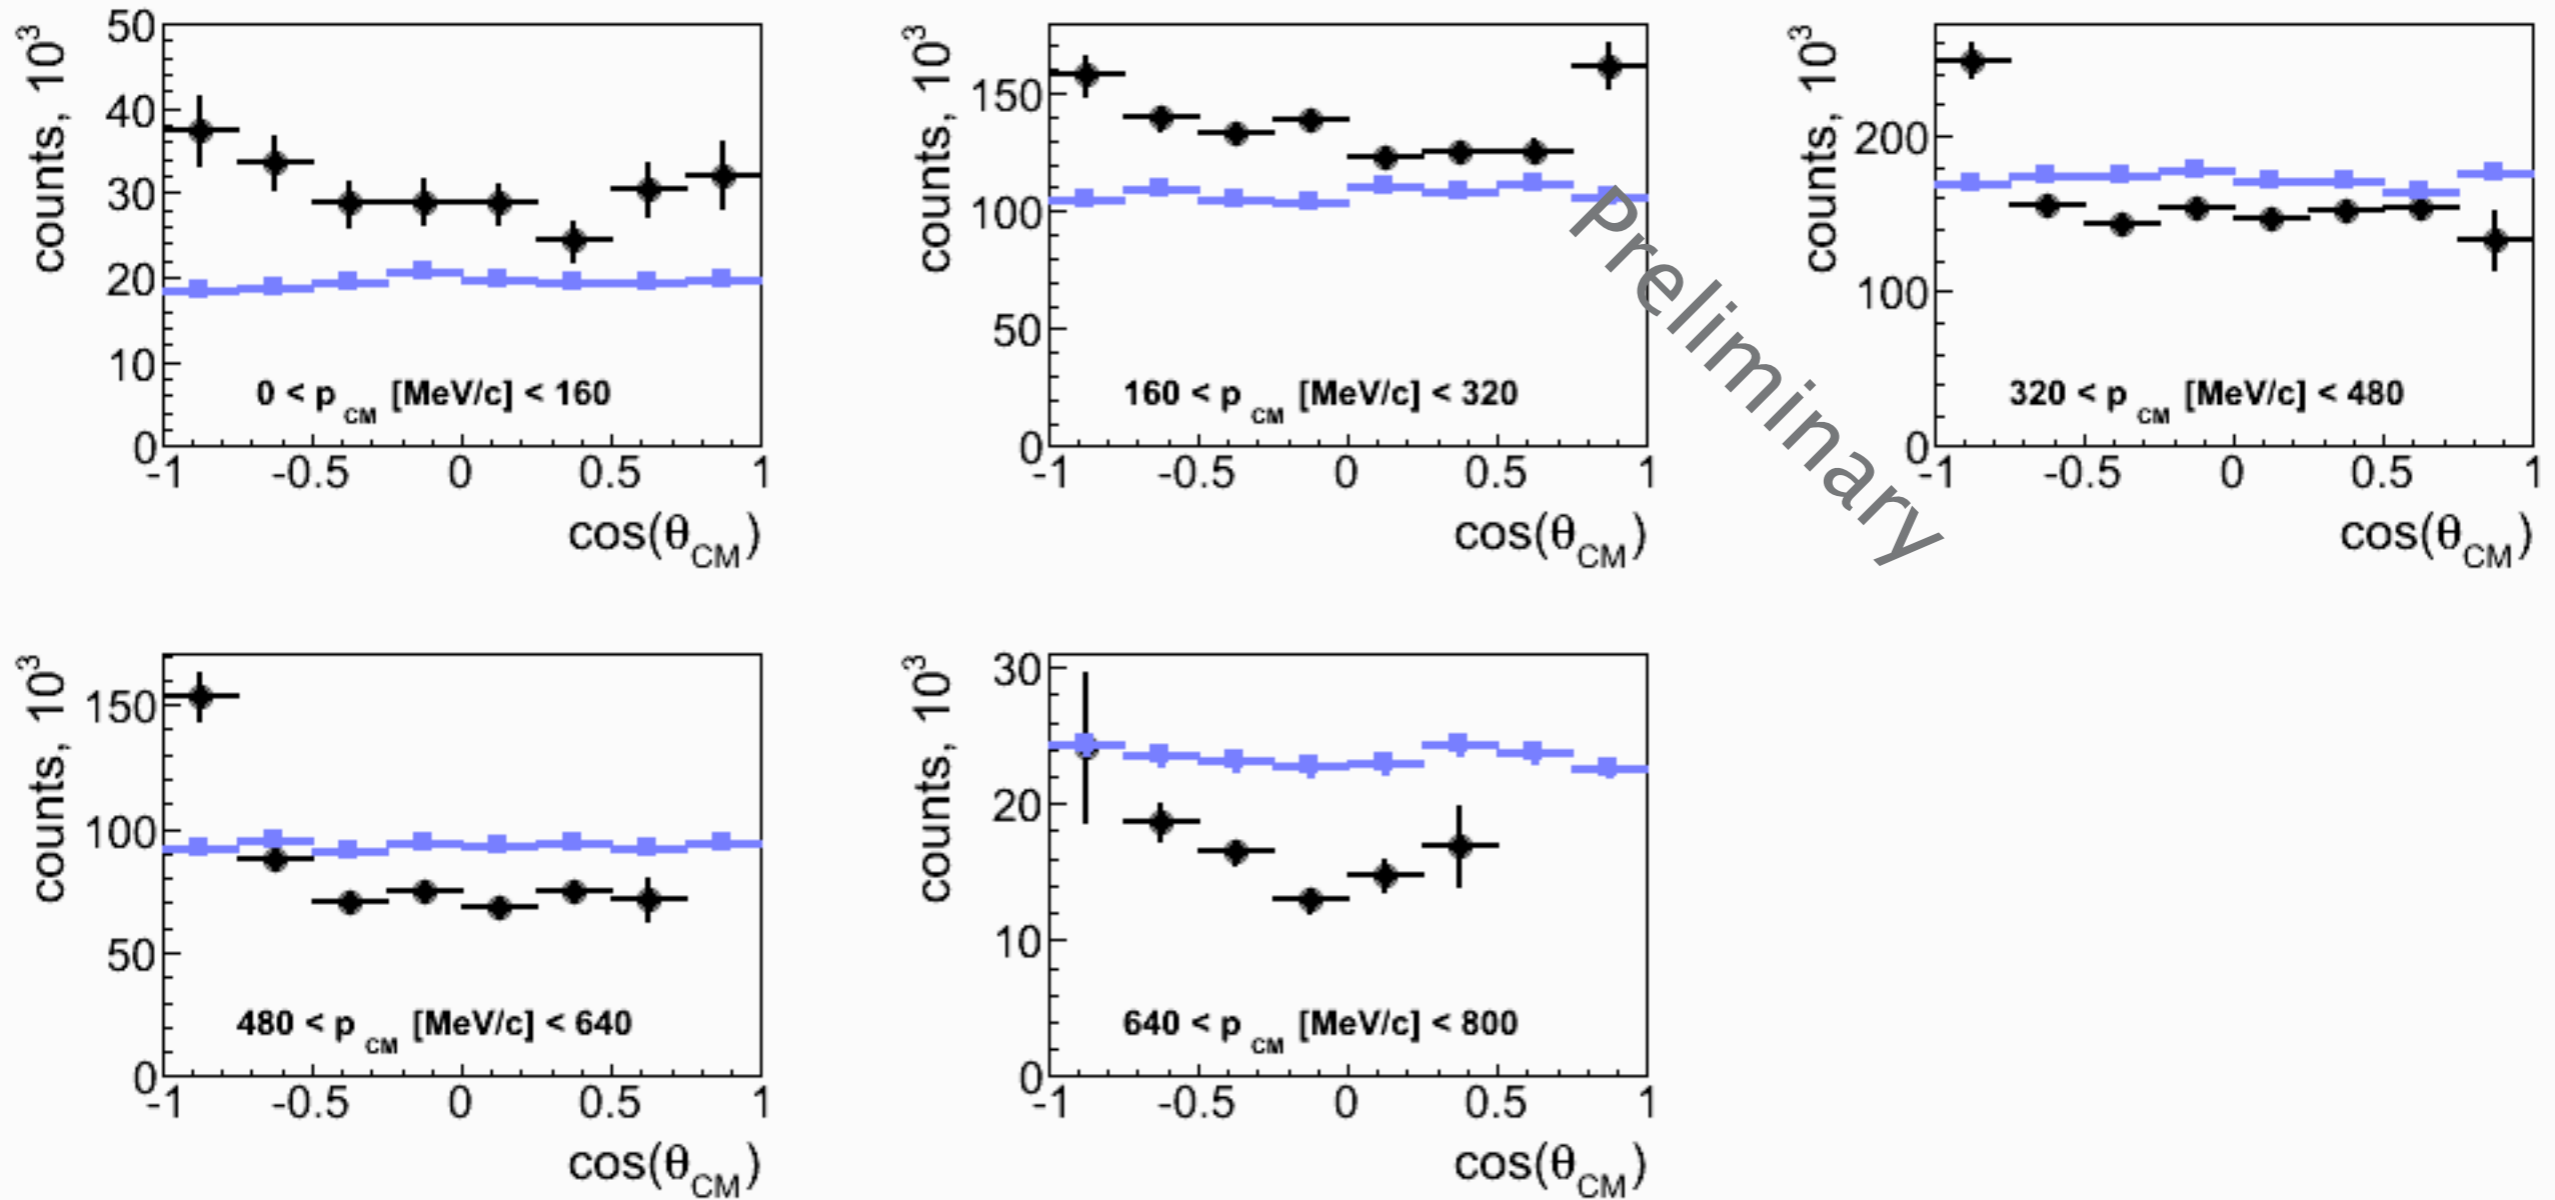 counts, 10³
50
40
30
20
10
0
0 < p CM [MeV/c] < 160
-1 -0.5 0 0.5 1
cos(θCM)
counts, 10³
150
100
50
0
160 < p CM [MeV/c] < 320
-1 -0.5 0 0.5 1
cos(θCM)
counts, 10³
200
100
0
320 < p CM [MeV/c] < 480
-1 -0.5 0 0.5 1
cos(θCM)
Preliminary
counts, 10³
150
100
50
0
480 < p CM [MeV/c] < 640
-1 -0.5 0 0.5 1
cos(θCM)
counts, 10³
30
20
10
0
640 < p CM [MeV/c] < 800
-1 -0.5 0 0.5 1
cos(θCM)